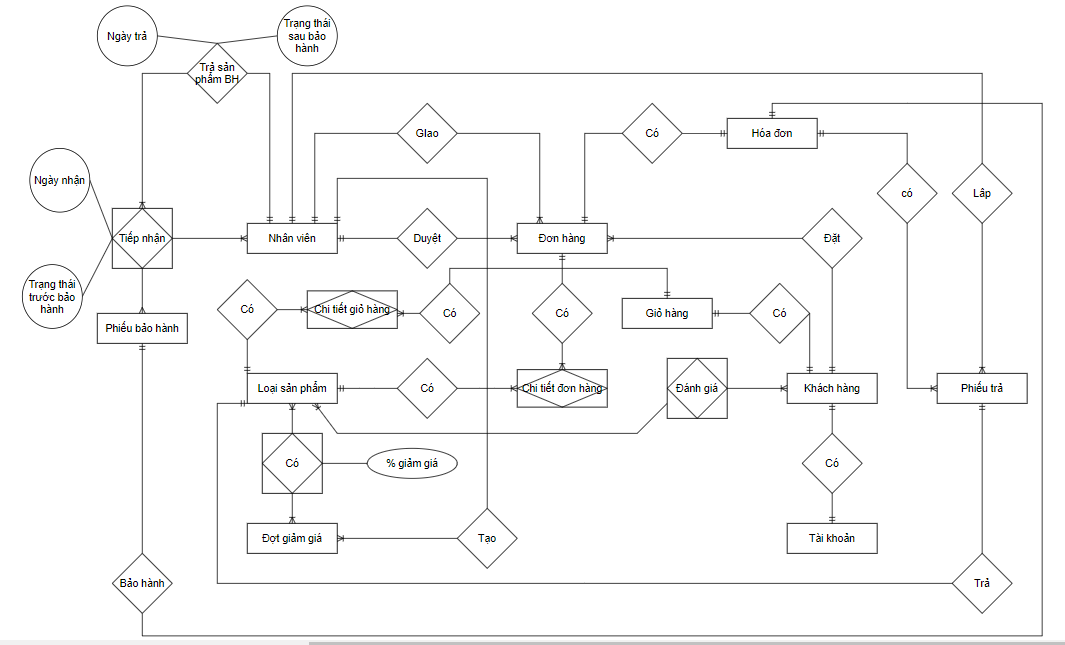 Ngày trả
Trạng thái
sau bảo
hành
Trả sản
phẩm BH
GIao
Có
Hóa đơn
Ngày nhận
có
Lập
Tiếp nhận
Nhân viên
Duyệt
Đơn hàng
Đặt
Trạng thái
trước bảo
hành
Có
Chi tiết giỏ hàng
Có
Có
Giỏ hàng
Có
Phiếu bảo hành
Loại sản phẩm
Có
Chi tiết đơn hàng
Đánh giá
Khách hàng
Phiếu trả
Có
% giảm giá
Có
Đợt giảm giá
Tạo
Tài khoản
Bảo hành
Trả